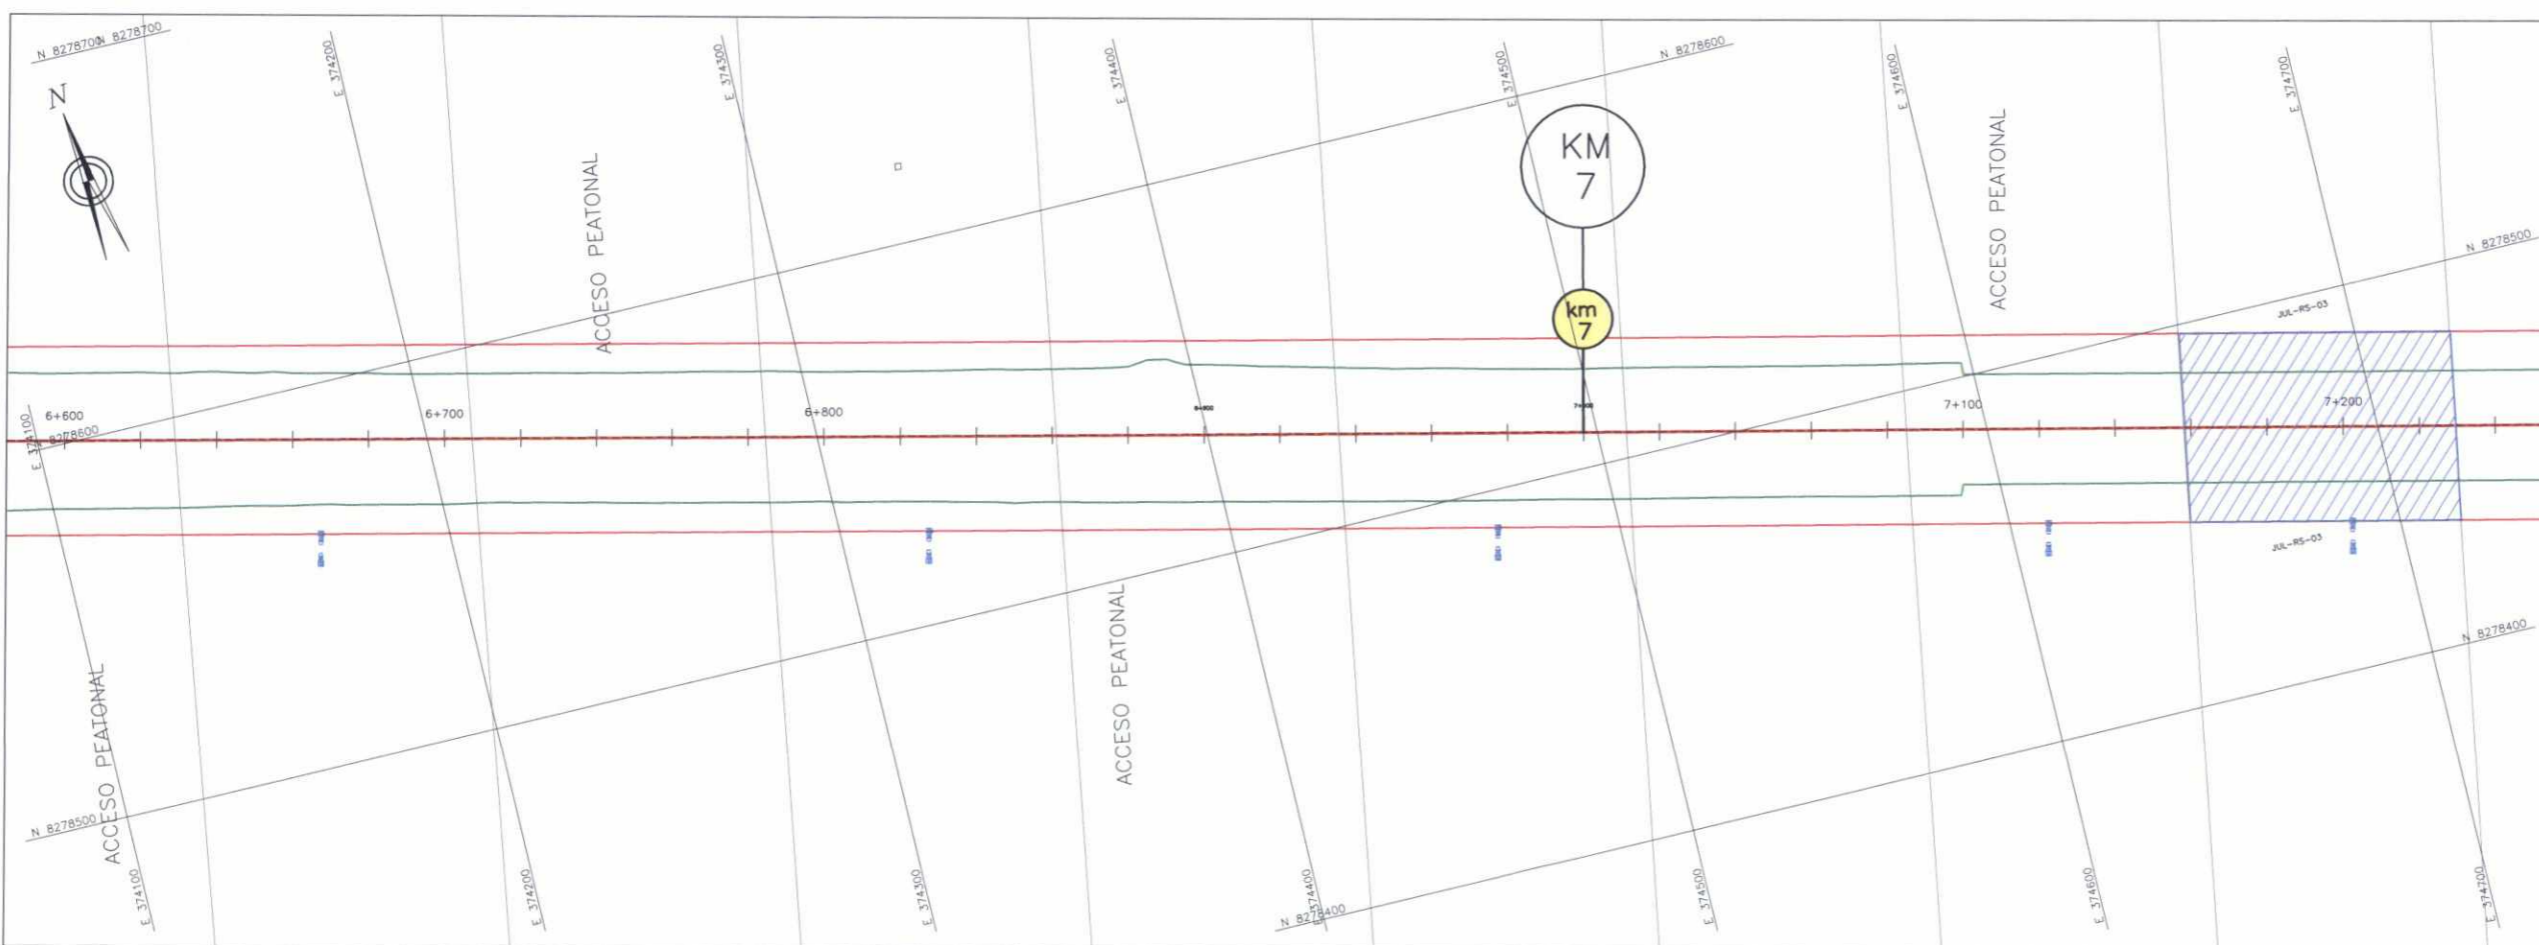 N 8278700
N 8278700
N
E 374200
E 374300
E 374400
E 374500
N 8278600
E 374600
E 374700
KM
7
ACCESO PEATONAL
ACCESO PEATONAL
N 8278500
km
7
JUL-RS-03
6+600
6+700
6+800
7+100
7+200
E 374100
N 8278600
JUL-RS-03
ACCESO PEATONAL
ACCESO PEATONAL
N 8278400
N 8278500
E 374100
E 374200
E 374300
E 374400
N 8278400
E 374500
E 374600
E 374700